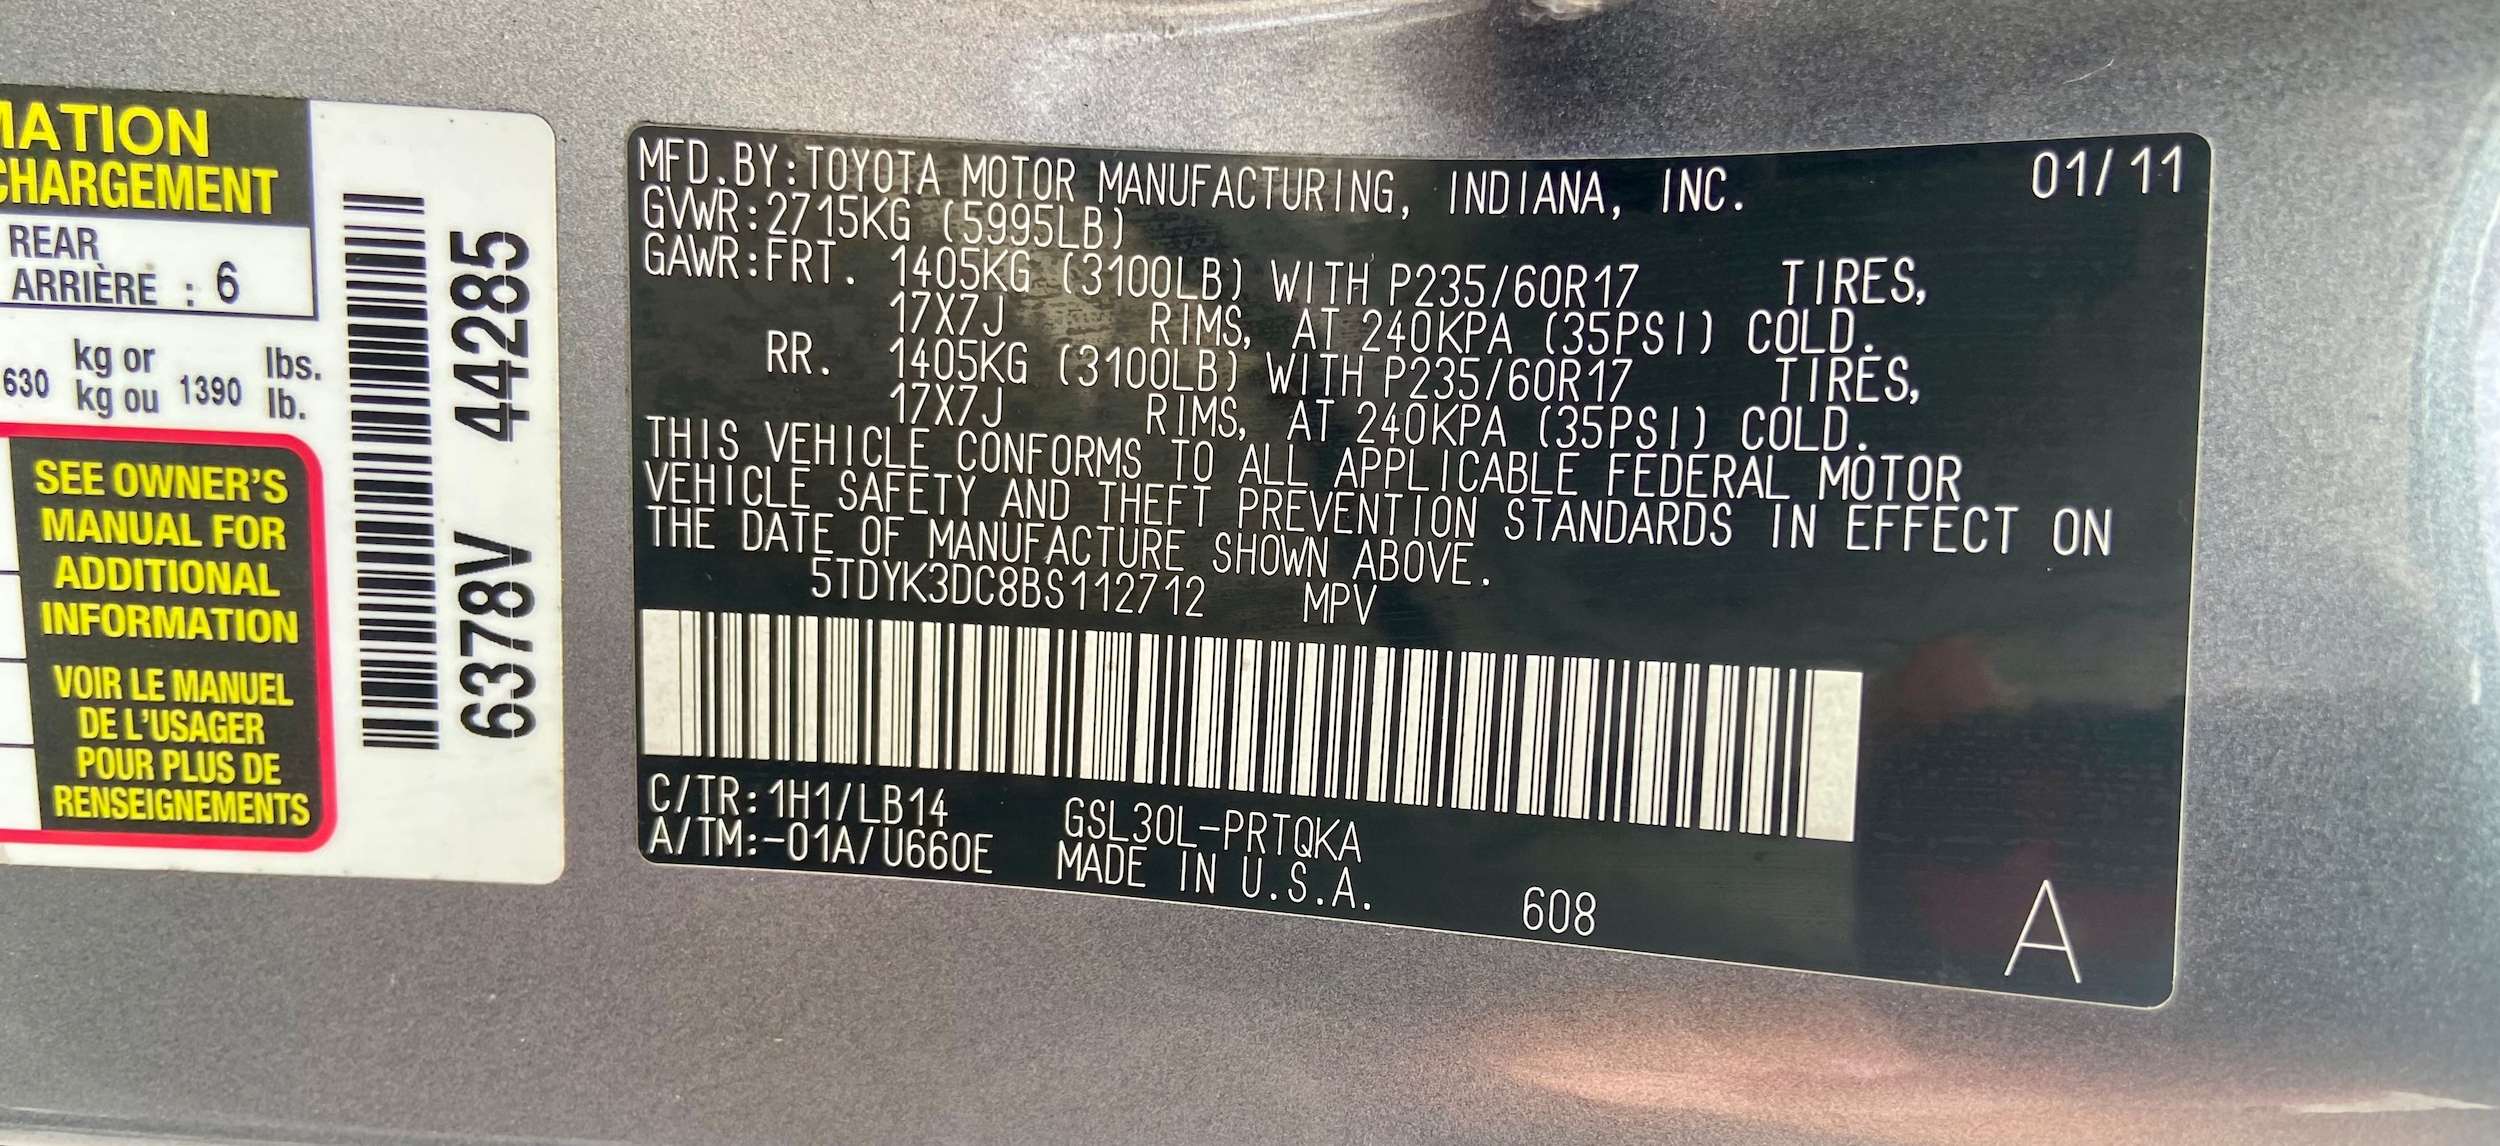 MATION
CHARGEMENT
REAR
ARRIÈRE : 6
630 kg or kg ou 1390 lbs. lb.
SEE OWNER'S
MANUAL FOR
ADDITIONAL
INFORMATION
VOIR LE MANUEL
DE L'USAGER
POUR PLUS DE
RENSEIGNEMENTS
6378V 44285
MFD.BY:TOYOTA MOTOR MANUFACTURING, INDIANA, INC. 01/11
GVWR:2715KG (5995LB)
GAWR:FRT. 1405KG (3100LB) WITH P235/60R17 TIRES,
17X7J RIMS, AT 240KPA (35PSI) COLD.
RR. 1405KG (3100LB) WITH P235/60R17 TIRES,
17X7J RIMS, AT 240KPA (35PSI) COLD.
THIS VEHICLE CONFORMS TO ALL APPLICABLE FEDERAL MOTOR
VEHICLE SAFETY AND THEFT PREVENTION STANDARDS IN EFFECT ON
THE DATE OF MANUFACTURE SHOWN ABOVE.
5TDYK3DC8BS112712 MPV
C/TR:1H1/LB14 GSL30L-PRTQKA
A/TM:-01A/U660E MADE IN U.S.A.
608
A